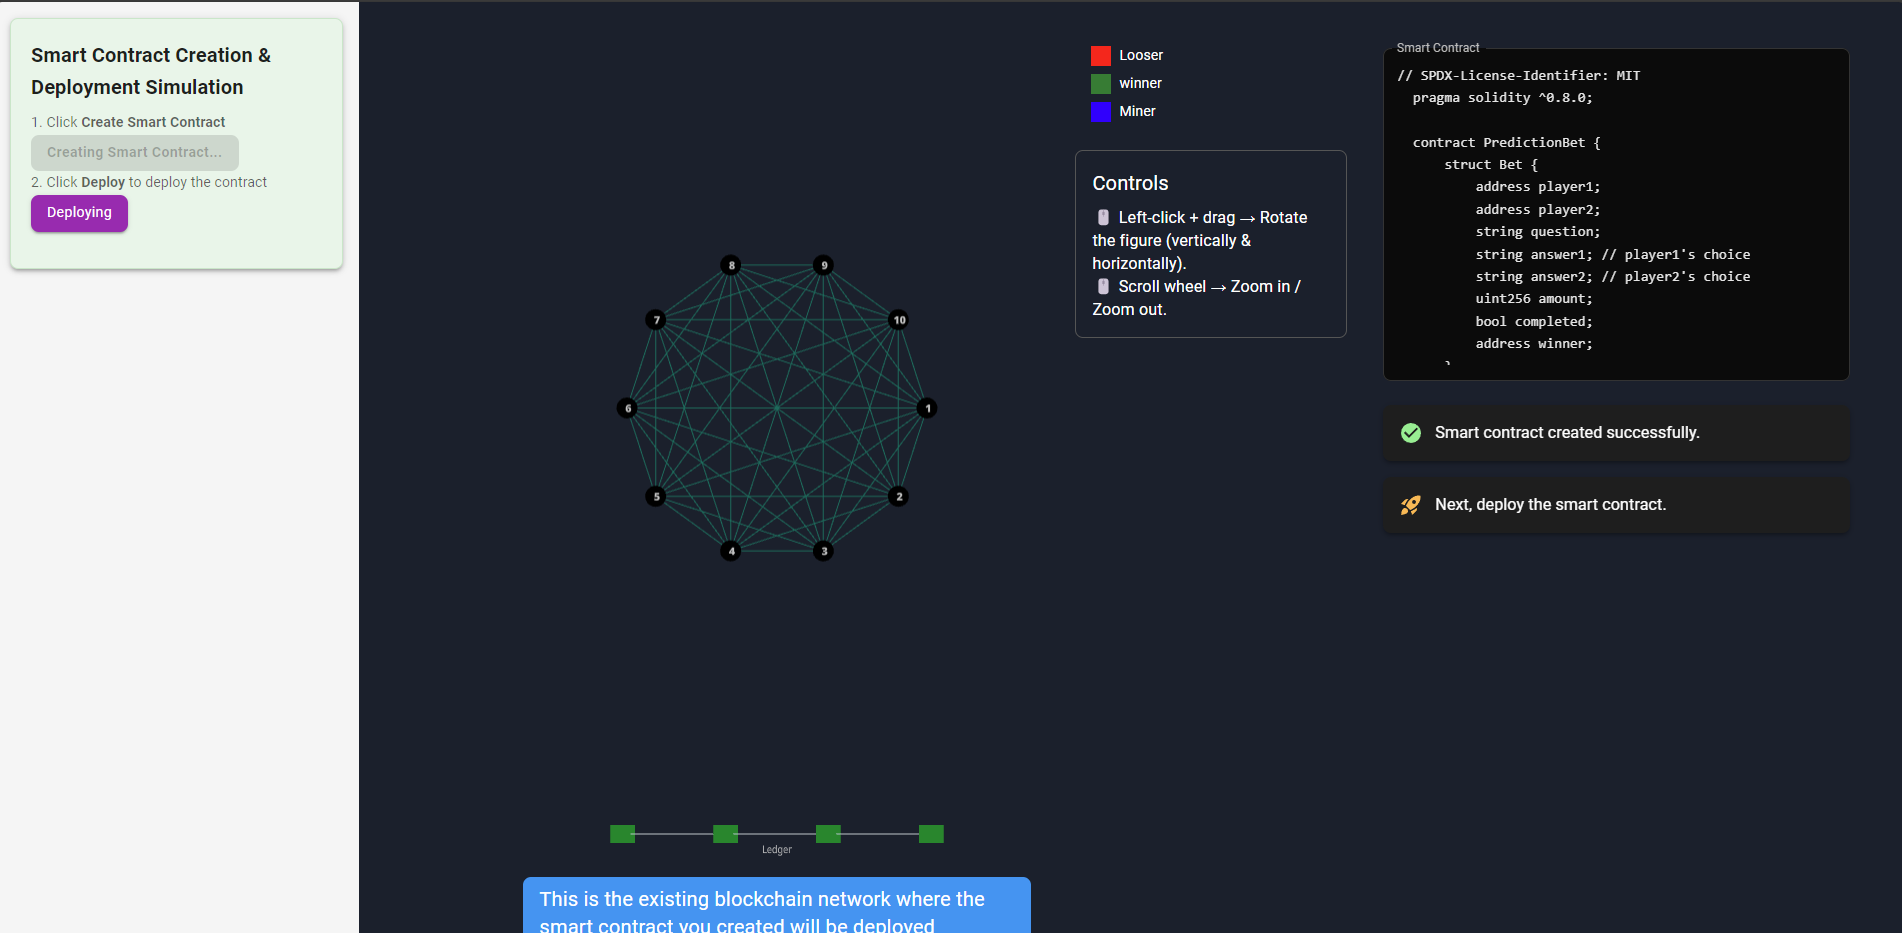 Smart Contract Creation &
Deployment Simulation
1. Click Create Smart Contract
Creating Smart Contract...
2. Click Deploy to deploy the contract
Deploying
8
9
7
10
6
1
5
2
4
3
Ledger
This is the existing blockchain network where the
smart contract you created will be deployed
Looser
winner
Miner
Controls
Left-click + drag → Rotate
the figure (vertically &
horizontally).
Scroll wheel → Zoom in /
Zoom out.
Smart Contract
// SPDX-License-Identifier: MIT
pragma solidity ^0.8.0;
contract PredictionBet {
struct Bet {
address player1;
address player2;
string question;
string answer1; // player1's choice
string answer2; // player2's choice
uint256 amount;
bool completed;
address winner;
}
Smart contract created successfully.
Next, deploy the smart contract.